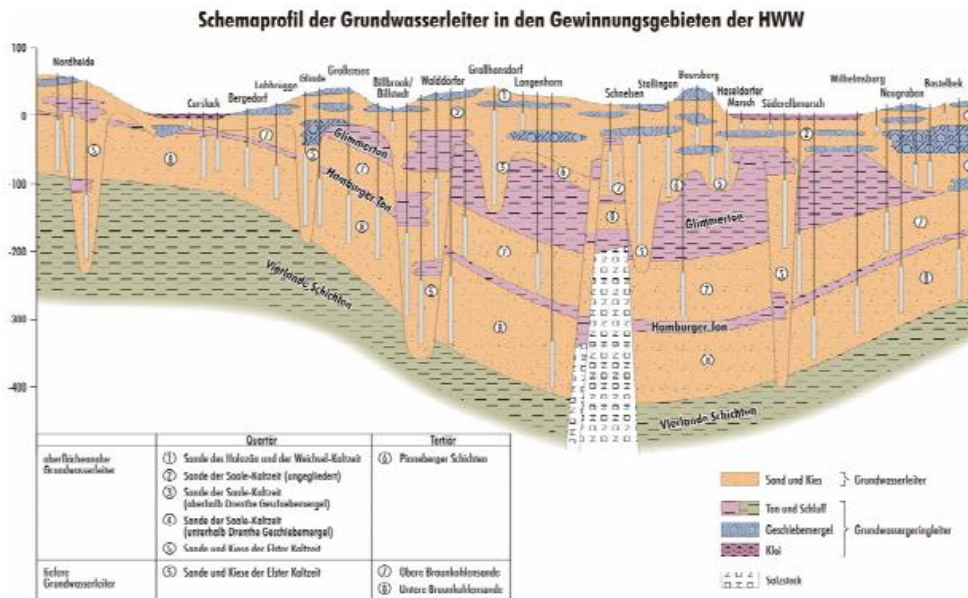 Schemaprofil der Grundwasserleiter in den Gewinnungsgebieten der HWW
100
0
-100
-200
-300
-400
Nordheide
Curslack
Bergedorf
Lohbrügge
Glinde
Großensee
Billbrook/
Billstedt
Walddörfer
Großhansdorf
Langenhorn
Schnelsen
Stellingen
Baursberg
Haseldorfer
Marsch
Süderelbmarsch
Wilhelmsburg
Neugraben
Bostelbek
Glimmerton
Hamburger Ton
Vierlande Schichten
Glimmerton
Hamburger Ton
Vierlande Schichten
Quartär
Tertiär
oberflächennahe
Grundwasserleiter
① Sande des Holozän und der Weichsel-Kaltzeit
② Sande der Saale-Kaltzeit (ungegliedert)
③ Sande der Saale-Kaltzeit
(oberhalb Drenthe Geschiebemergel)
④ Sande der Saale-Kaltzeit
(unterhalb Drenthe Geschiebemergel)
⑤ Sande und Kiese der Elster Kaltzeit
⑥ Pinneberger Schichten
tiefere
Grundwasserleiter
⑤ Sande und Kiese der Elster Kaltzeit
⑦ Obere Braunkohlensande
⑧ Untere Braunkohlensande
Sand und Kies
Grundwasserleiter
Ton und Schluff
Geschiebemergel
Klei
Grundwassergeringleiter
Salzstock